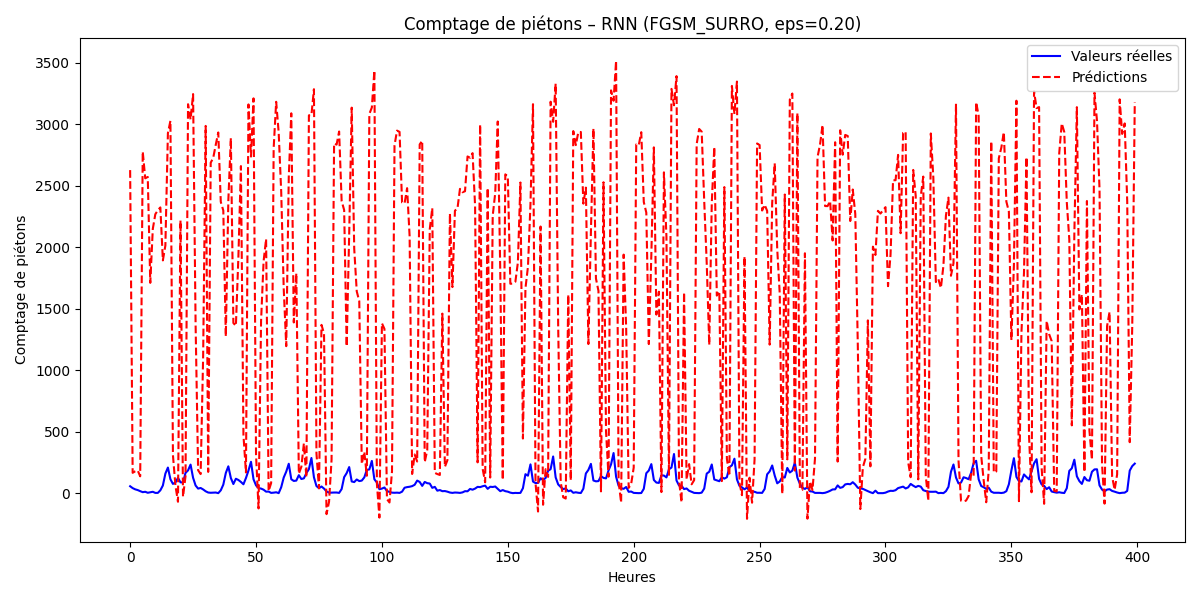 Comptage de piétons – RNN (FGSM_SURRO, eps=0.20)
Valeurs réelles
Prédictions
Comptage de piétons
3500
3000
2500
2000
1500
1000
500
0
0 50 100 150 200 250 300 350 400
Heures